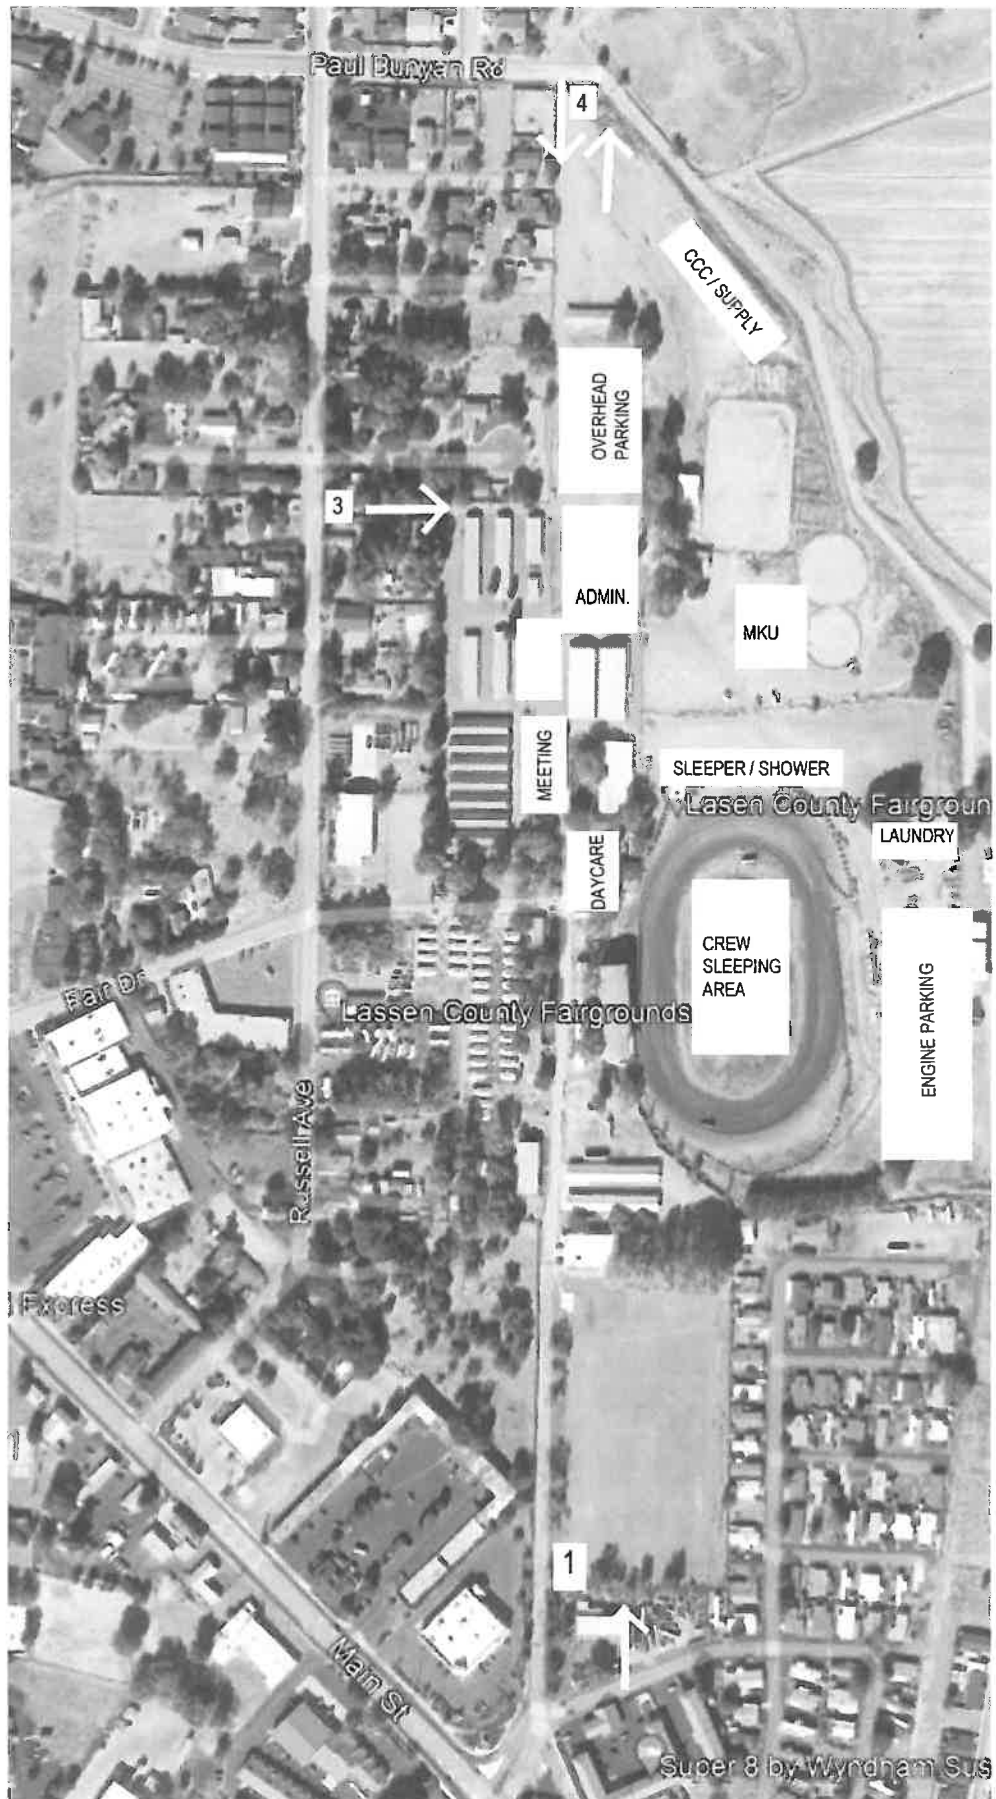 Paul Bunyan Rd
4
CCC / SUPPLY
OVERHEAD
PARKING
3
ADMIN.
MKU
MEETING
SLEEPER / SHOWER
Lasen County Fairgroun
LAUNDRY
DAYCARE
CREW
SLEEPING
AREA
ENGINE PARKING
Fair Dr
Lassen County Fairgrounds
Russell Ave
Express
1
Main St
Super 8 by Wyndham Sus